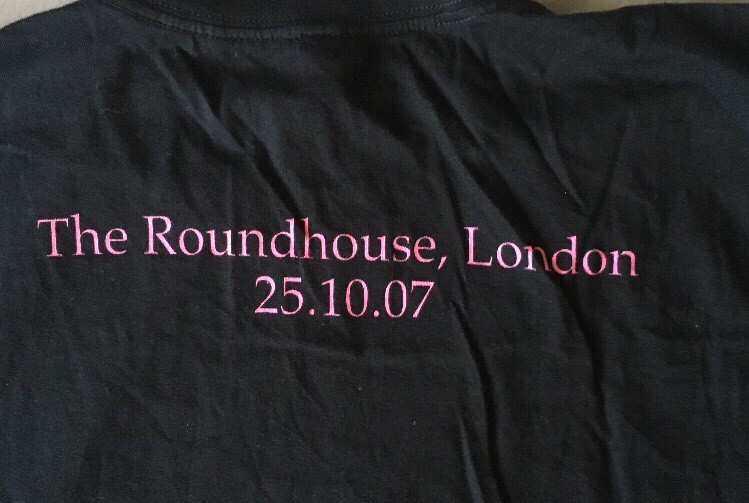 The Roundhouse, London
25.10.07